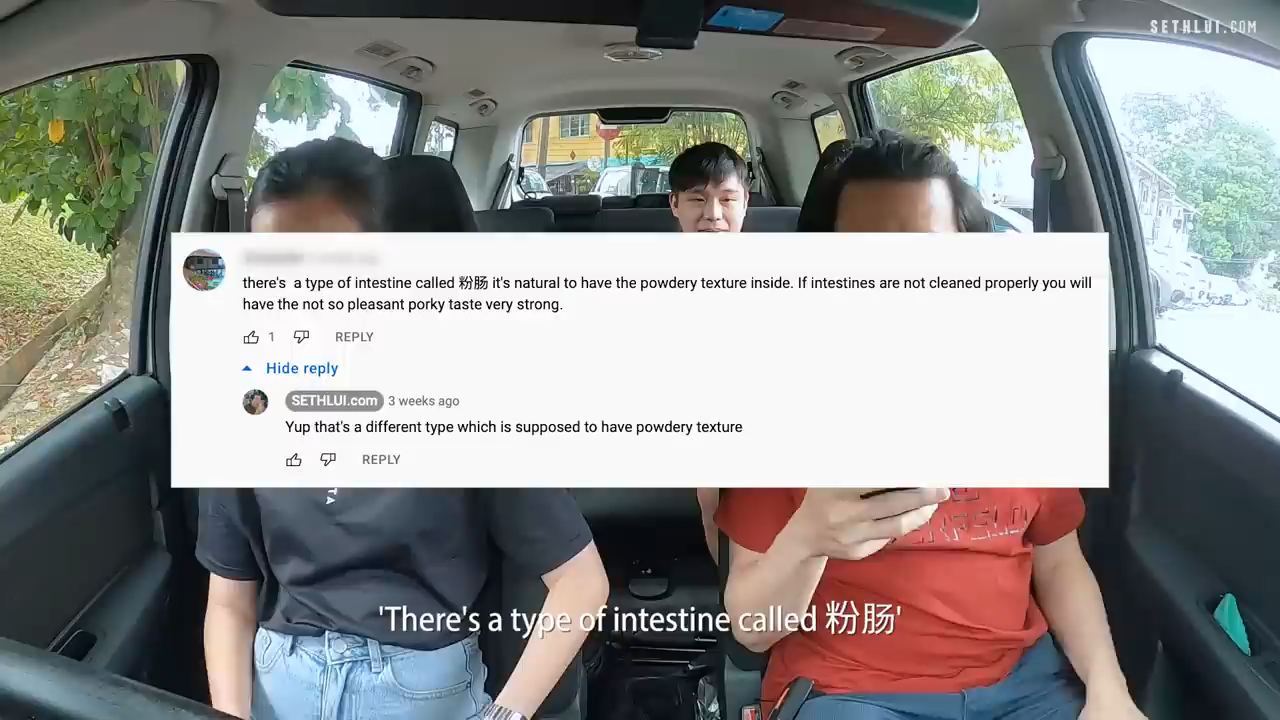 SETHLUI.COM
there's a type of intestine called 粉肠 it's natural to have the powdery texture inside. If intestines are not cleaned properly you will
have the not so pleasant porky taste very strong.
1 REPLY
Hide reply
SETHLUI.com 3 weeks ago
Yup that's a different type which is supposed to have powdery texture
REPLY
TA
'There's a type of intestine called 粉肠'